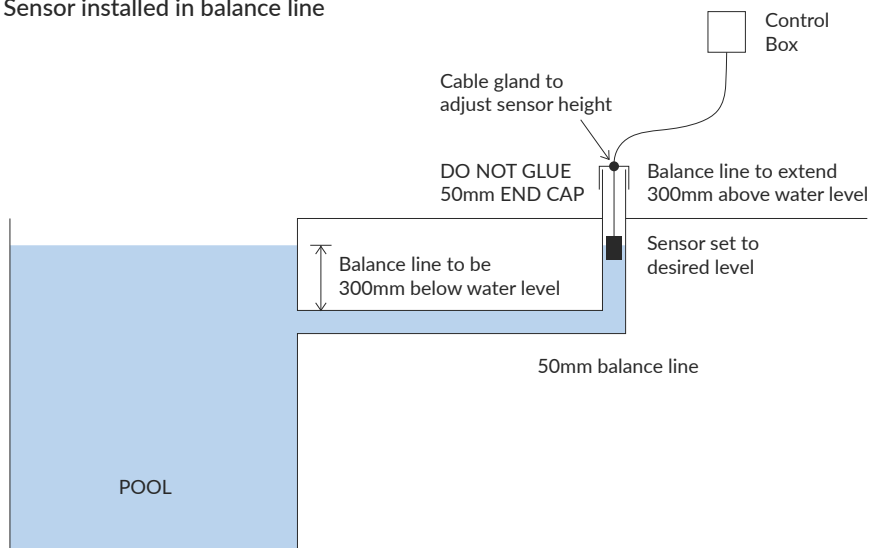 Sensor installed in balance line
Control
Box
Cable gland to
adjust sensor height
DO NOT GLUE
50mm END CAP
Balance line to extend
300mm above water level
Sensor set to
desired level
Balance line to be
300mm below water level
50mm balance line
POOL